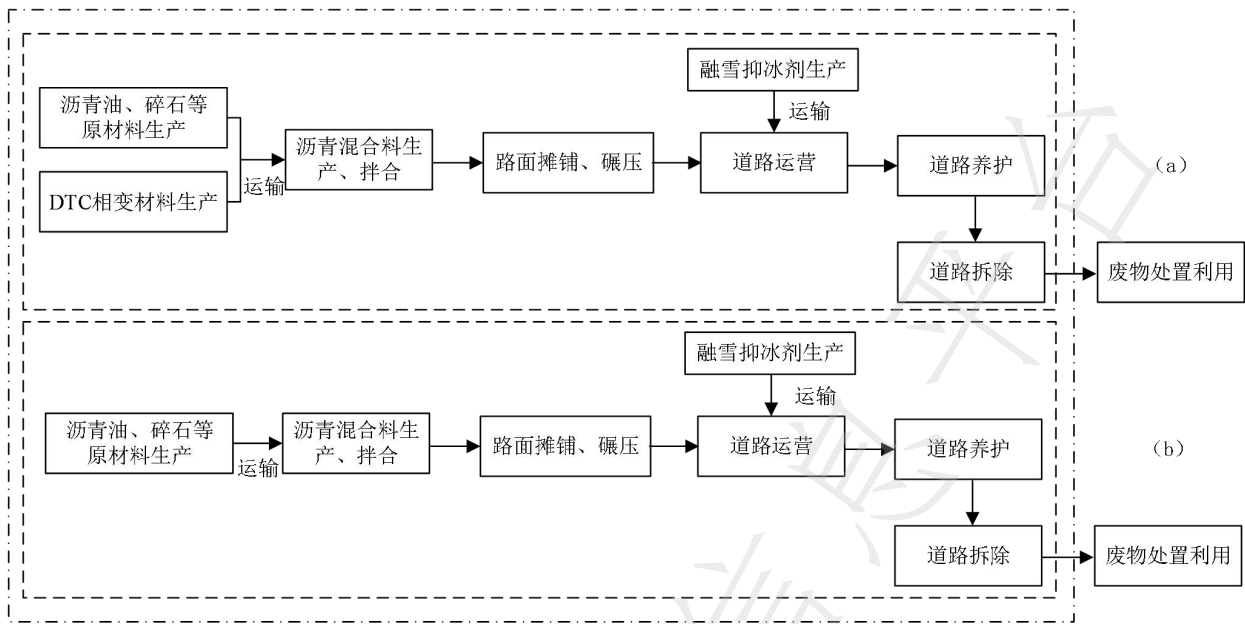 融雪抑冰剂生产
运输
沥青油、碎石等
原材料生产
DTC相变材料生产
运输
沥青混合料生
产、拌合
路面摊铺、碾压
道路运营
道路养护
(a)
道路拆除
废物处置利用
融雪抑冰剂生产
运输
沥青油、碎石等
原材料生产
运输
沥青混合料生
产、拌合
路面摊铺、碾压
道路运营
道路养护
(b)
道路拆除
废物处置利用